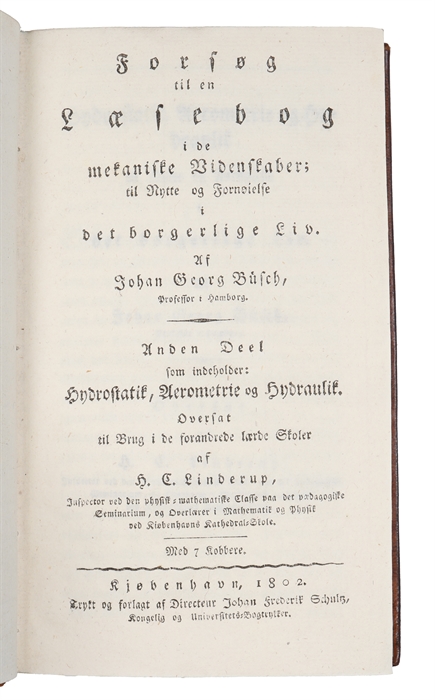 Forsøg
til en
Læsebog
i de
mekaniske Videnskaber;
til Nytte og Fornøielse
i
det borgerlige Liv.
Af
Johan Georg Büsch,
Professor i Hamborg.
Anden Deel
som indeholder:
Hydrostatik, Aerometrie og Hydraulik.
Oversat
til Brug i de forandrede lærde Skoler
af
H. C. Linderup,
Inspector ved den physisk-mathematiske Classe paa det pædagogiske
Seminarium, og Overlærer i Mathematik og Physik
ved Kiøbenhavns Kathedral-Skole.
Med 7 Kobbere.
Kjøbenhavn, 1802.
Trykt og forlagt af Directeur Johan Frederik Schultz,
Kongelig og Universitets-Bogtrykker.